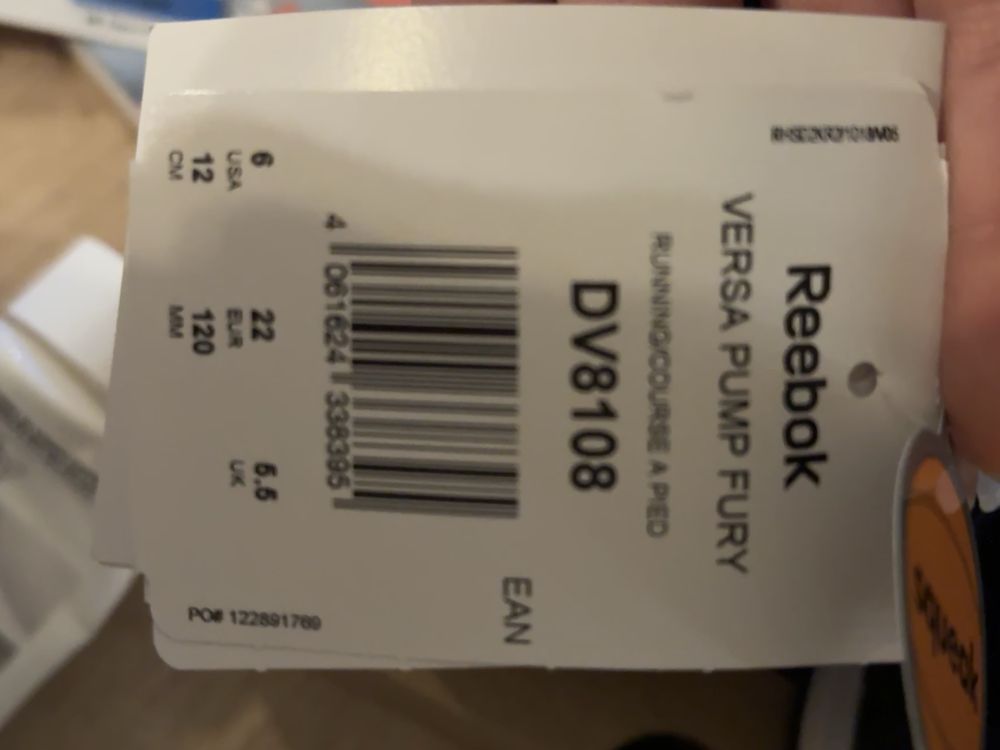 Reebok
VERSA PUMP FURY
RUNNING/COURSE A PIED
DV8108
EAN
4 061624 338395
6 22 5.5
USA EUR UK
12 120
CM MM
PO# 122891769
squeak